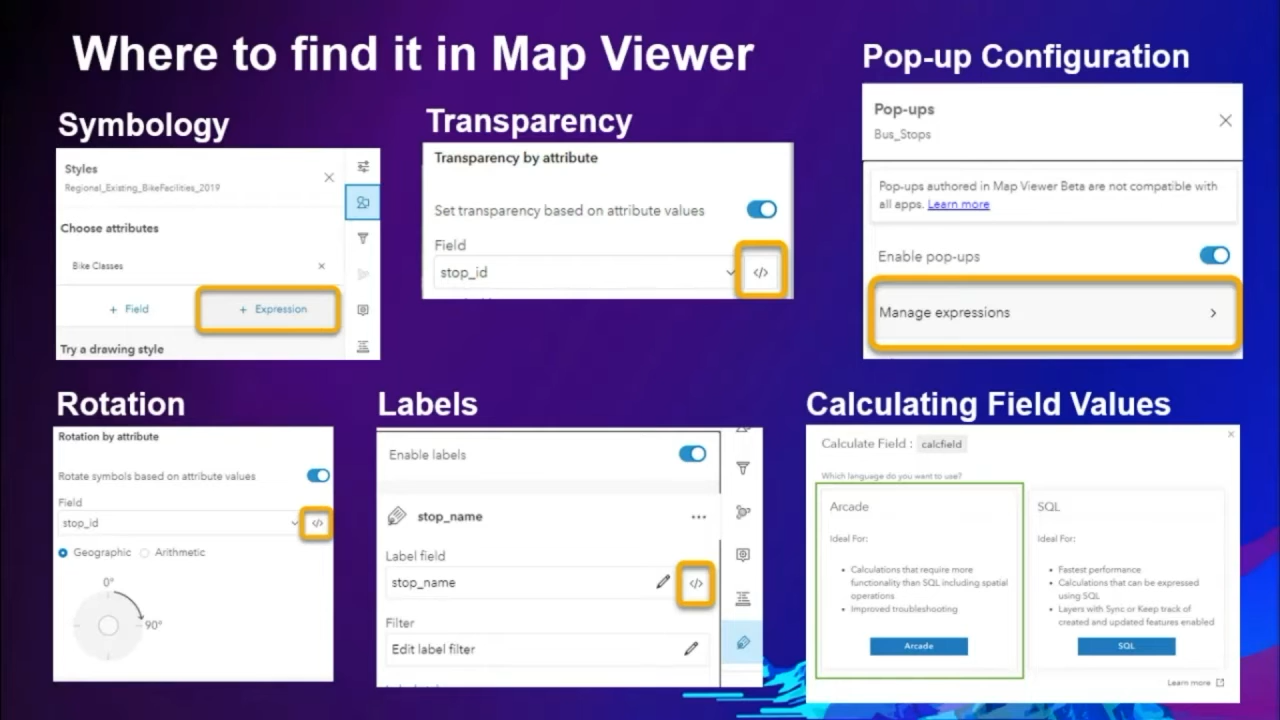 Where to find it in Map Viewer
Symbology
Styles
Regional_Existing_BikeFacilities_2019
Choose attributes
Bike Classes
+ Field
+ Expression
Try a drawing style
Transparency
Transparency by attribute
Set transparency based on attribute values
Field
stop_id
</>
Pop-up Configuration
Pop-ups
Bus_Stops
Pop-ups authored in Map Viewer Beta are not compatible with
all apps. Learn more
Enable pop-ups
Manage expressions
Rotation
Rotation by attribute
Rotate symbols based on attribute values
Field
stop_id
</>
Geographic
Arithmetic
0°
90°
Labels
Enable labels
stop_name
Label field
stop_name
</>
Filter
Edit label filter
Calculating Field Values
Calculate Field : calcfield
Which language do you want to use?
Arcade
Ideal For:
• Calculations that require more
functionality than SQL including spatial
operations
• Improved troubleshooting
Arcade
SQL
Ideal For:
• Fastest performance
• Calculations that can be expressed
using SQL
• Layers with Sync or Keep track of
created and updated features enabled
SQL
Learn more